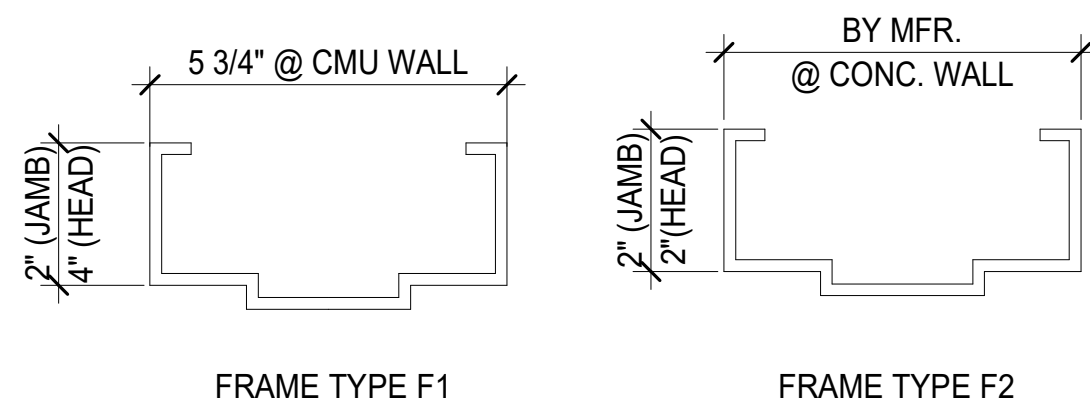 5 3/4" @ CMU WALL
2" (JAMB)
4" (HEAD)
FRAME TYPE F1
BY MFR.
@ CONC. WALL
2" (JAMB)
2"(HEAD)
FRAME TYPE F2